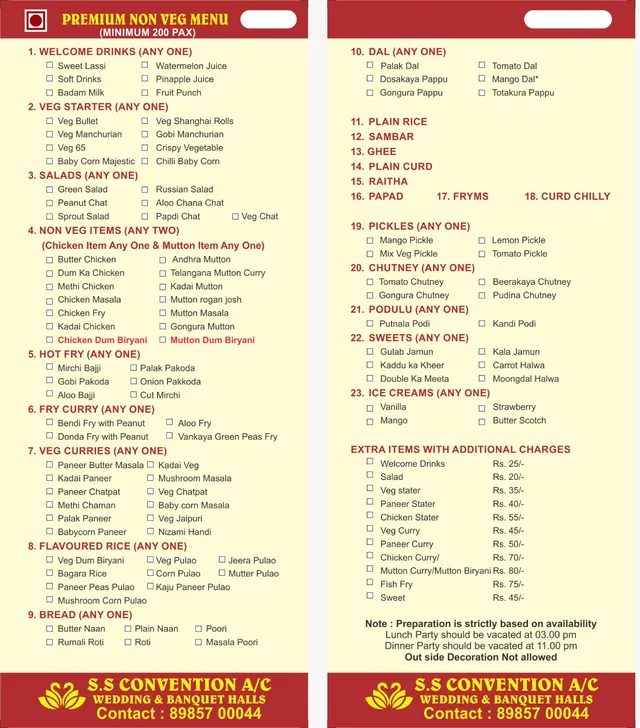 PREMIUM NON VEG MENU
(MINIMUM 200 PAX)
1. WELCOME DRINKS (ANY ONE)
Sweet Lassi Watermelon Juice
Soft Drinks Pinapple Juice
Badam Milk Fruit Punch
2. VEG STARTER (ANY ONE)
Veg Bullet Veg Shanghai Rolls
Veg Manchurian Gobi Manchurian
Veg 65 Crispy Vegetable
Baby Corn Majestic Chilli Baby Corn
3. SALADS (ANY ONE)
Green Salad Russian Salad
Peanut Chat Aloo Chana Chat
Sprout Salad Papdi Chat Veg Chat
4. NON VEG ITEMS (ANY TWO)
(Chicken Item Any One & Mutton Item Any One)
Butter Chicken Andhra Mutton
Dum Ka Chicken Telangana Mutton Curry
Methi Chicken Kadai Mutton
Chicken Masala Mutton rogan josh
Chicken Fry Mutton Masala
Kadai Chicken Gongura Mutton
Chicken Dum Biryani Mutton Dum Biryani
5. HOT FRY (ANY ONE)
Mirchi Bajji Palak Pakoda
Gobi Pakoda Onion Pakkoda
Aloo Bajji Cut Mirchi
6. FRY CURRY (ANY ONE)
Bendi Fry with Peanut Aloo Fry
Donda Fry with Peanut Vankaya Green Peas Fry
7. VEG CURRIES (ANY ONE)
Paneer Butter Masala Kadai Veg
Kadai Paneer Mushroom Masala
Paneer Chatpat Veg Chatpat
Methi Chaman Baby corn Masala
Palak Paneer Veg Jaipuri
Babycorn Paneer Nizami Handi
8. FLAVOURED RICE (ANY ONE)
Veg Dum Biryani Veg Pulao Jeera Pulao
Bagara Rice Corn Pulao Mutter Pulao
Paneer Peas Pulao Kaju Paneer Pulao
Mushroom Corn Pulao
9. BREAD (ANY ONE)
Butter Naan Plain Naan Poori
Rumali Roti Roti Masala Poori
S.S CONVENTION A/C
WEDDING & BANQUET HALLS
Contact : 89857 00044
10. DAL (ANY ONE)
Palak Dal Tomato Dal
Dosakaya Pappu Mango Dal*
Gongura Pappu Totakura Pappu
11. PLAIN RICE
12. SAMBAR
13. GHEE
14. PLAIN CURD
15. RAITHA
16. PAPAD 17. FRYMS 18. CURD CHILLY
19. PICKLES (ANY ONE)
Mango Pickle Lemon Pickle
Mix Veg Pickle Tomato Pickle
20. CHUTNEY (ANY ONE)
Tomato Chutney Beerakaya Chutney
Gongura Chutney Pudina Chutney
21. PODULU (ANY ONE)
Putnala Podi Kandi Podi
22. SWEETS (ANY ONE)
Gulab Jamun Kala Jamun
Kaddu ka Kheer Carrot Halwa
Double Ka Meeta Moongdal Halwa
23. ICE CREAMS (ANY ONE)
Vanilla Strawberry
Mango Butter Scotch
EXTRA ITEMS WITH ADDITIONAL CHARGES
Welcome Drinks Rs. 25/-
Salad Rs. 20/-
Veg stater Rs. 35/-
Paneer Stater Rs. 40/-
Chicken Stater Rs. 55/-
Veg Curry Rs. 45/-
Paneer Curry Rs. 50/-
Chicken Curry/ Rs. 70/-
Mutton Curry/Mutton Biryani Rs. 80/-
Fish Fry Rs. 75/-
Sweet Rs. 45/-
Note : Preparation is strictly based on availability
Lunch Party should be vacated at 03.00 pm
Dinner Party should be vacated at 11.00 pm
Out side Decoration Not allowed
S.S CONVENTION A/C
WEDDING & BANQUET HALLS
Contact : 89857 00044